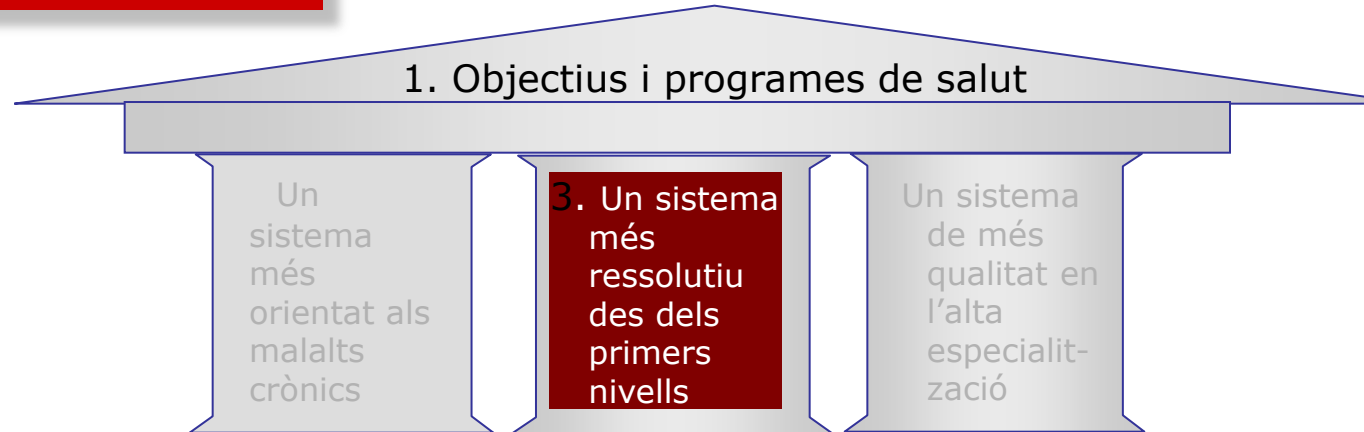 1. Objectius i programes de salut
Un
sistema
més
orientat als
malalts
crònics
3. Un sistema
més
ressolutiu
des dels
primers
nivells
Un sistema
de més
qualitat en
l’alta
especialit-
zació